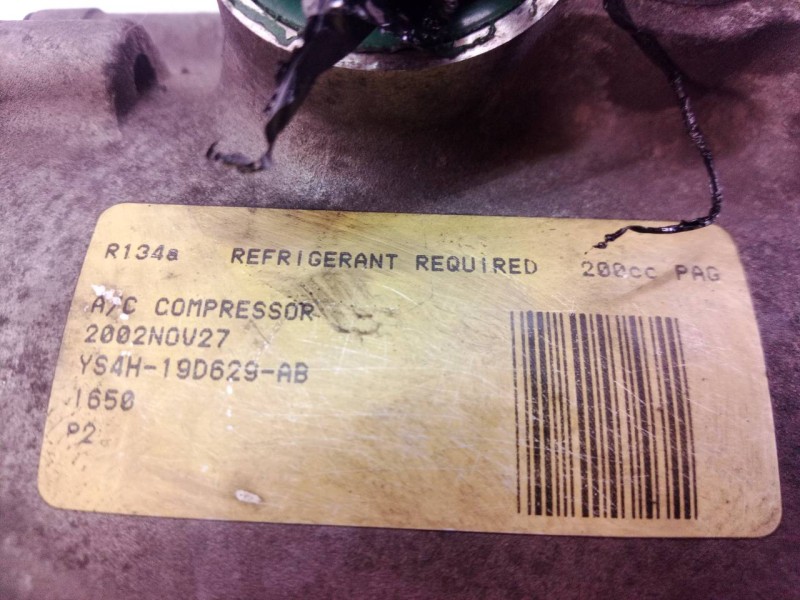 R134a REFRIGERANT REQUIRED 200cc PAG
A/C COMPRESSOR
2002NOV27
YS4H-19D629-AB
1650
P2